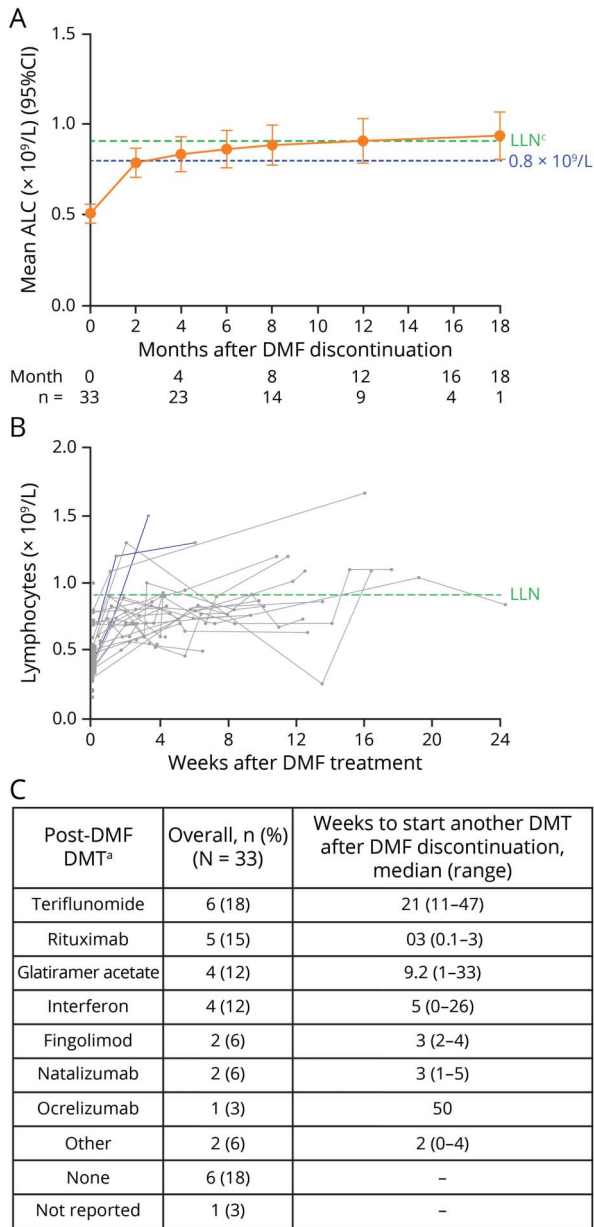 A
Mean ALC (× 10⁹/L) (95%CI)
1.5
1.0
0.5
0.0
LLNᶜ
0.8 × 10⁹/L
0 2 4 6 8 10 12 14 16 18
Months after DMF discontinuation
Month 0 4 8 12 16 18
n = 33 23 14 9 4 1
B
Lymphocytes (× 10⁹/L)
2.0
1.5
1.0
0.5
0.0
LLN
0 4 8 12 16 20 24
Weeks after DMF treatment
C
Post-DMF
DMTᵃ
Overall, n (%)
(N = 33)
Weeks to start another DMT
after DMF discontinuation,
median (range)
Teriflunomide 6 (18) 21 (11–47)
Rituximab 5 (15) 03 (0.1–3)
Glatiramer acetate 4 (12) 9.2 (1–33)
Interferon 4 (12) 5 (0–26)
Fingolimod 2 (6) 3 (2–4)
Natalizumab 2 (6) 3 (1–5)
Ocrelizumab 1 (3) 50
Other 2 (6) 2 (0–4)
None 6 (18) –
Not reported 1 (3) –